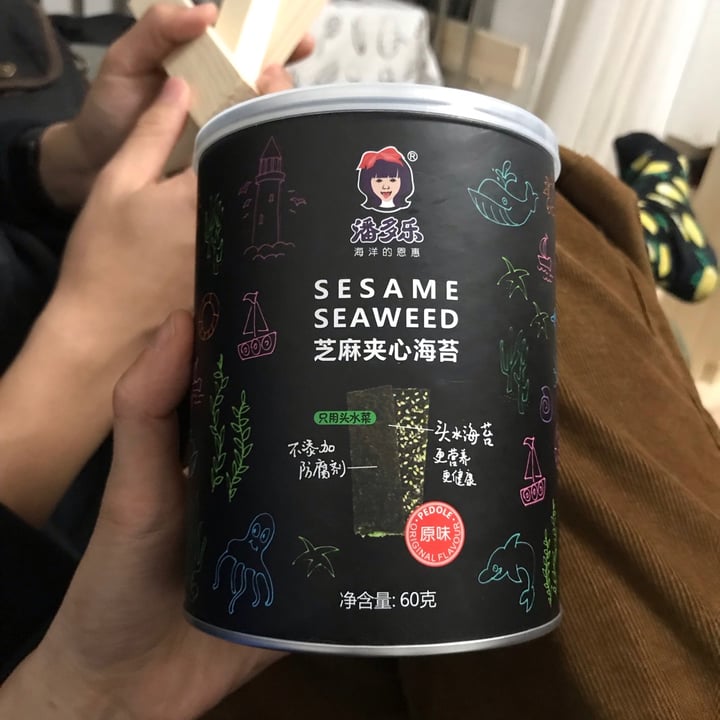 ®
潘多乐
海洋的恩惠
SESAME
SEAWEED
芝麻夹心海苔
只用头水菜
不添加
防腐剂
头水海苔
更营养
更健康
PEDOLE
原味
ORIGINAL FLAVOUR
净含量: 60克